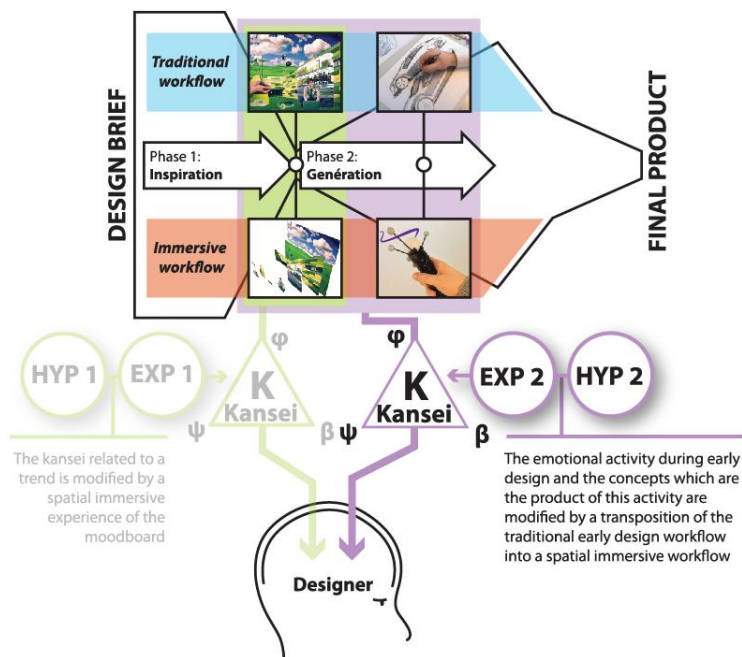 DESIGN BRIEF
Traditional
workflow
Phase 1:
Inspiration
Phase 2:
Genération
Immersive
workflow
FINAL PRODUCT
φ
φ
HYP 1
EXP 1
K
Kansei
ψ
β
K
Kansei
ψ
β
EXP 2
HYP 2
The kansei related to a
trend is modified by a
spatial immersive
experience of the
moodboard
The emotional activity during early
design and the concepts which are
the product of this activity are
modified by a transposition of the
traditional early design workflow
into a spatial immersive workflow
Designer